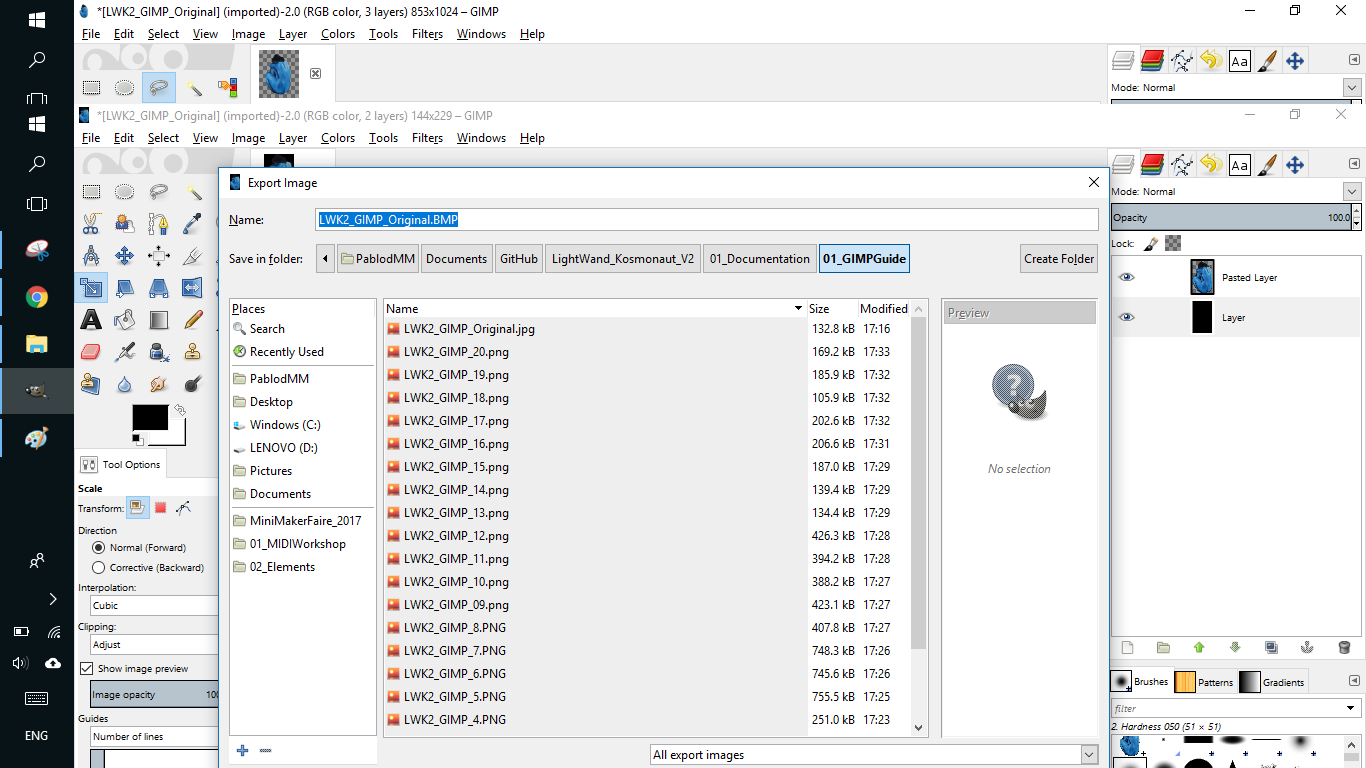 *[LWK2_GIMP_Original] (imported)-2.0 (RGB color, 3 layers) 853x1024 – GIMP
File Edit Select View Image Layer Colors Tools Filters Windows Help
Aa
Mode: Normal
*[LWK2_GIMP_Original] (imported)-2.0 (RGB color, 2 layers) 144x229 – GIMP
File Edit Select View Image Layer Colors Tools Filters Windows Help
Aa
Mode: Normal
Opacity 100.0
Lock:
Pasted Layer
Layer
Export Image
Name: LWK2_GIMP_Original.BMP
Save in folder: PablodMM Documents GitHub LightWand_Kosmonaut_V2 01_Documentation 01_GIMPGuide Create Folder
Places
Search
Recently Used
PablodMM
Desktop
Windows (C:)
LENOVO (D:)
Pictures
Documents
MiniMakerFaire_2017
01_MIDIWorkshop
02_Elements
Name Size Modified
LWK2_GIMP_Original.jpg 132.8 kB 17:16
LWK2_GIMP_20.png 169.2 kB 17:33
LWK2_GIMP_19.png 185.9 kB 17:32
LWK2_GIMP_18.png 105.9 kB 17:32
LWK2_GIMP_17.png 202.6 kB 17:32
LWK2_GIMP_16.png 206.6 kB 17:31
LWK2_GIMP_15.png 187.0 kB 17:29
LWK2_GIMP_14.png 139.4 kB 17:29
LWK2_GIMP_13.png 134.4 kB 17:29
LWK2_GIMP_12.png 426.3 kB 17:28
LWK2_GIMP_11.png 394.2 kB 17:28
LWK2_GIMP_10.png 388.2 kB 17:27
LWK2_GIMP_09.png 423.1 kB 17:27
LWK2_GIMP_8.PNG 407.8 kB 17:27
LWK2_GIMP_7.PNG 748.3 kB 17:26
LWK2_GIMP_6.PNG 745.6 kB 17:26
LWK2_GIMP_5.PNG 755.5 kB 17:25
LWK2_GIMP_4.PNG 251.0 kB 17:23
Preview
No selection
All export images
Tool Options
Scale
Transform:
Direction
Normal (Forward)
Corrective (Backward)
Interpolation:
Cubic
Clipping:
Adjust
Show image preview
Image opacity 100
Guides
Number of lines
Brushes Patterns Gradients
filter
2. Hardness 050 (51 × 51)
ENG